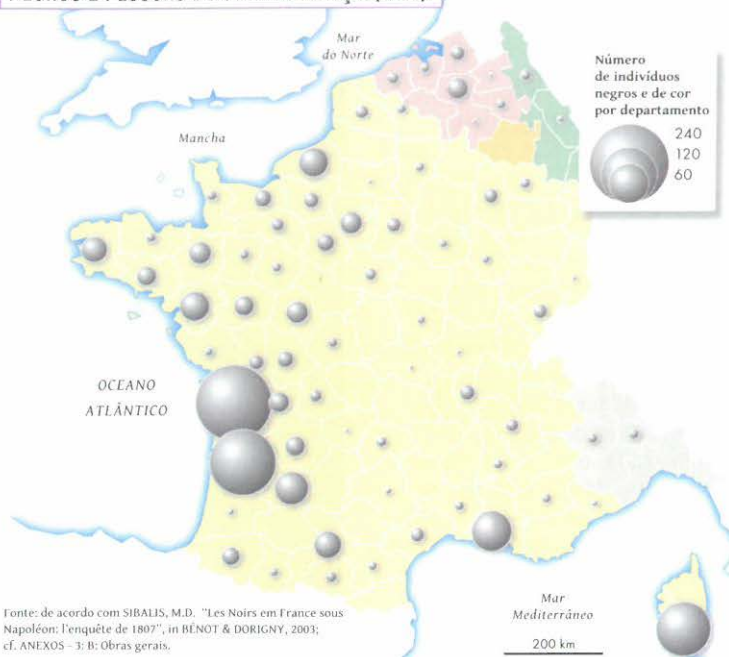 Mar
do Norte
Número
de indivíduos
negros e de cor
por departamento
240
120
60
Mancha
OCEANO
ATLÂNTICO
Mar
Mediterrâneo
200 km
Fonte: de acordo com SIBALIS, M.D. "Les Noirs em France sous
Napoléon: l'enquête de 1807", in BÉNOT & DORIGNY, 2003;
cf. ANEXOS - 3: B: Obras gerais.